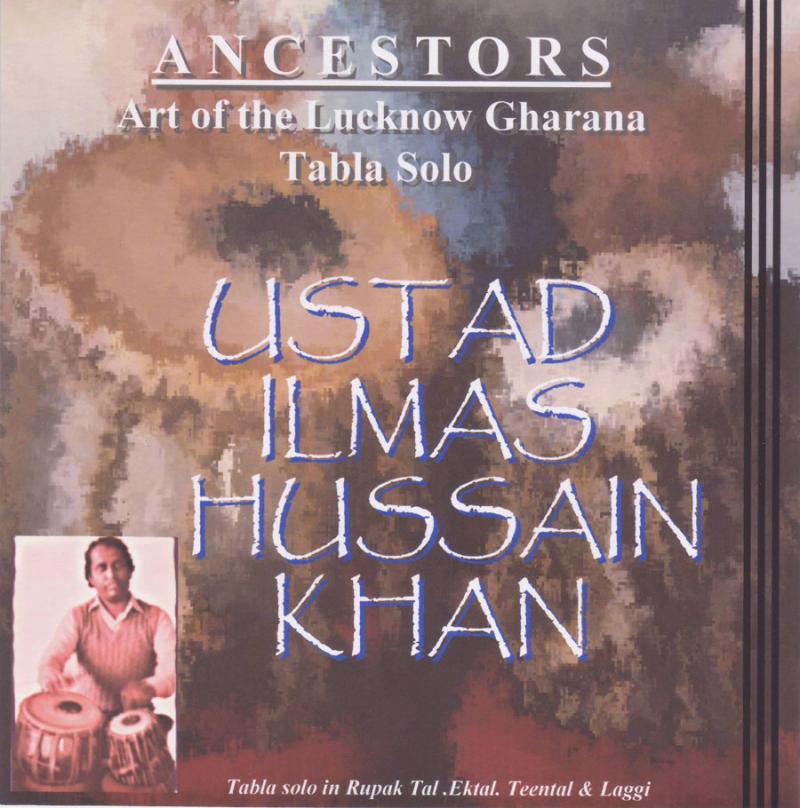 ANCESTORS
Art of the Lucknow Gharana
Tabla Solo
USTAD
ILMAS
HUSSAIN
KHAN
Tabla solo in Rupak Tal .Ektal. Teental & Laggi